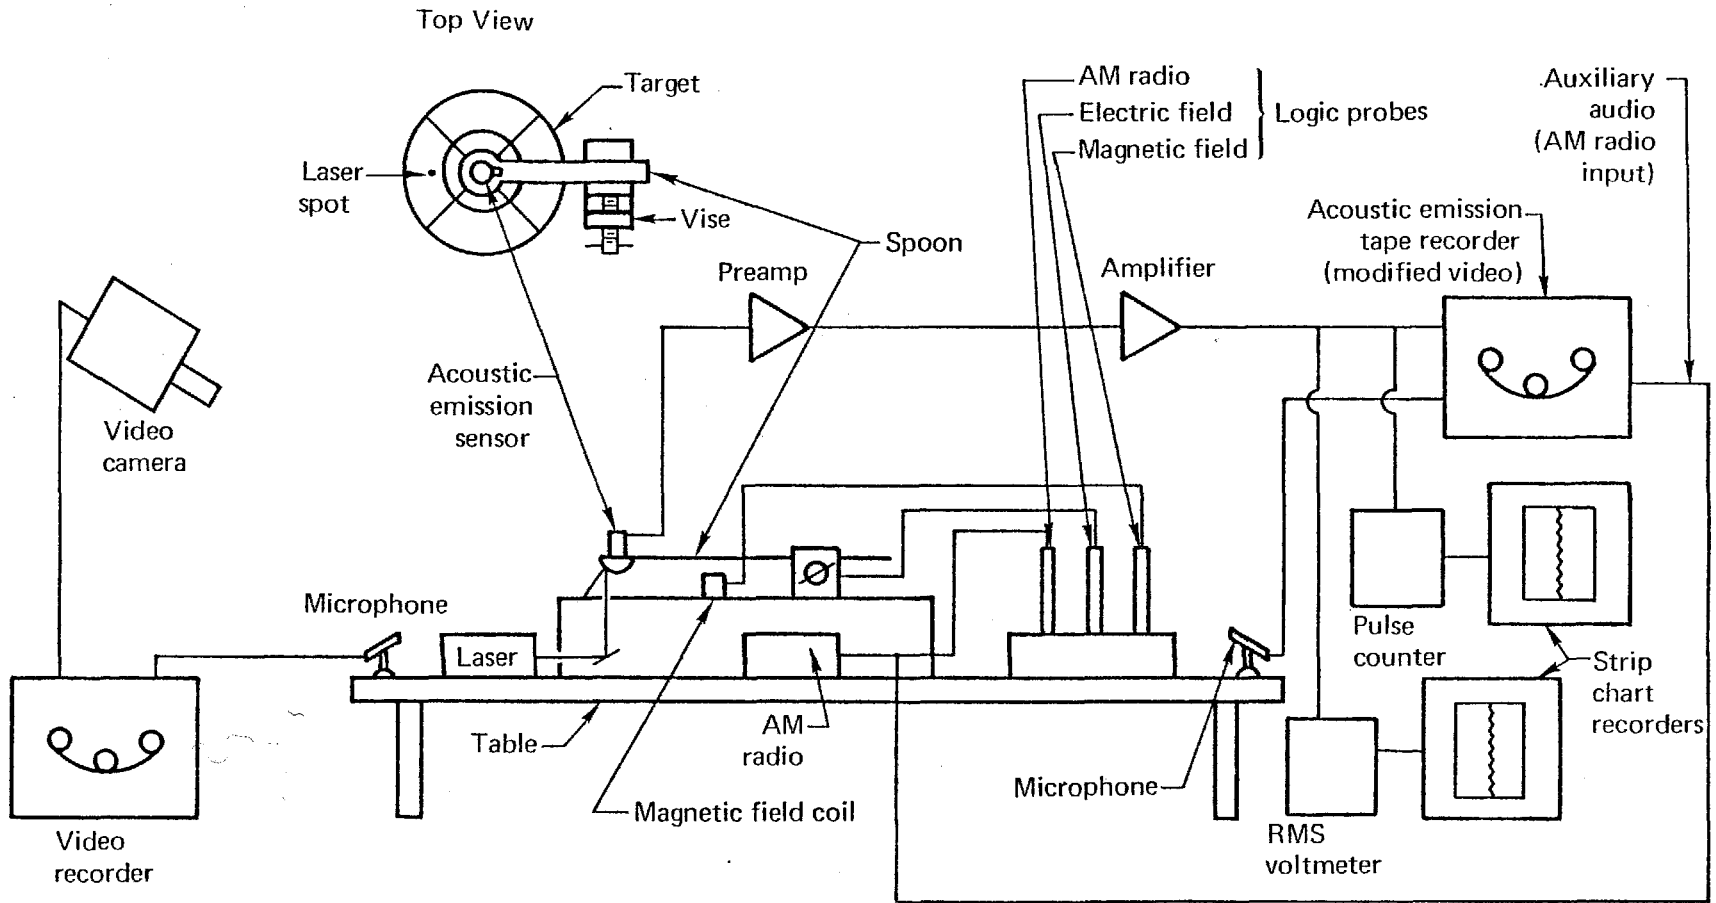 Top View
Target
Laser
spot
Vise
Spoon
AM radio
Electric field
Magnetic field
Logic probes
Auxiliary
audio
(AM radio
input)
Acoustic emission
tape recorder
(modified video)
Preamp
Amplifier
Acoustic
emission
sensor
Video
camera
Microphone
Laser
Pulse
counter
Strip
chart
recorders
Table
AM
radio
Magnetic field coil
Microphone
RMS
voltmeter
Video
recorder